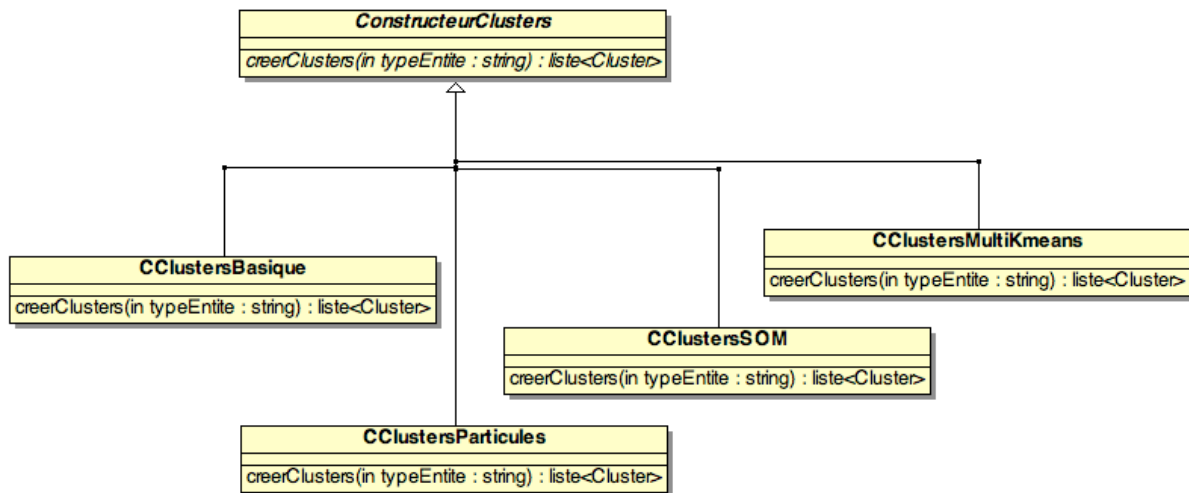 ConstructeurClusters
creerClusters(in typeEntite : string) : liste<Cluster>
CClustersBasique
creerClusters(in typeEntite : string) : liste<Cluster>
CClustersMultiKmeans
creerClusters(in typeEntite : string) : liste<Cluster>
CClustersSOM
creerClusters(in typeEntite : string) : liste<Cluster>
CClustersParticules
creerClusters(in typeEntite : string) : liste<Cluster>